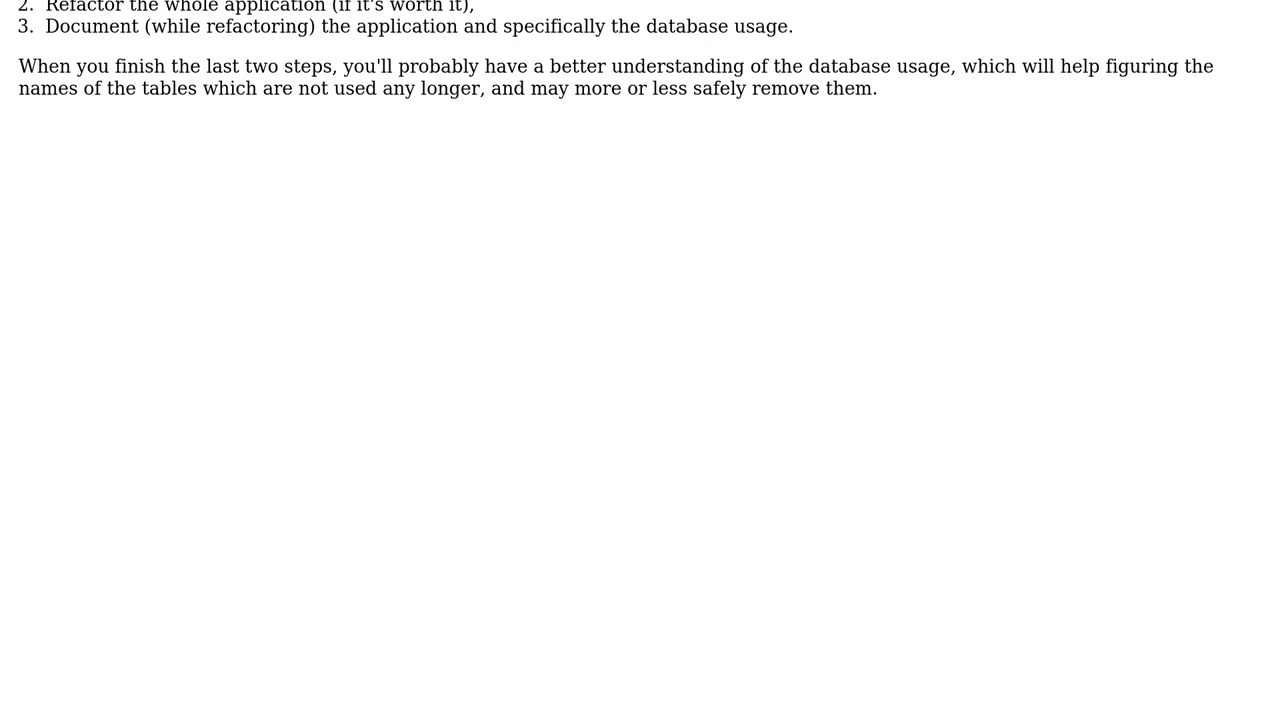 2. Refactor the whole application (if it's worth it),
3. Document (while refactoring) the application and specifically the database usage.
When you finish the last two steps, you'll probably have a better understanding of the database usage, which will help figuring the
names of the tables which are not used any longer, and may more or less safely remove them.